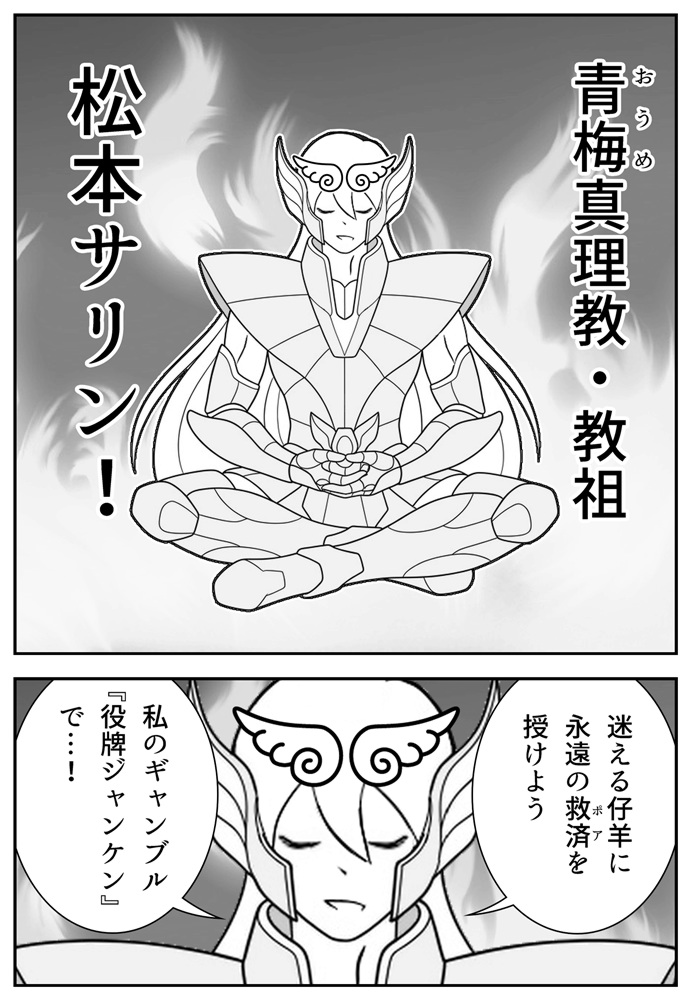 青梅真理教・教祖
おうめ
松本サリン！
迷える仔羊に
永遠の救済を
ポア
授けよう
私のギャンブル
『役牌ジャンケン』
で…！